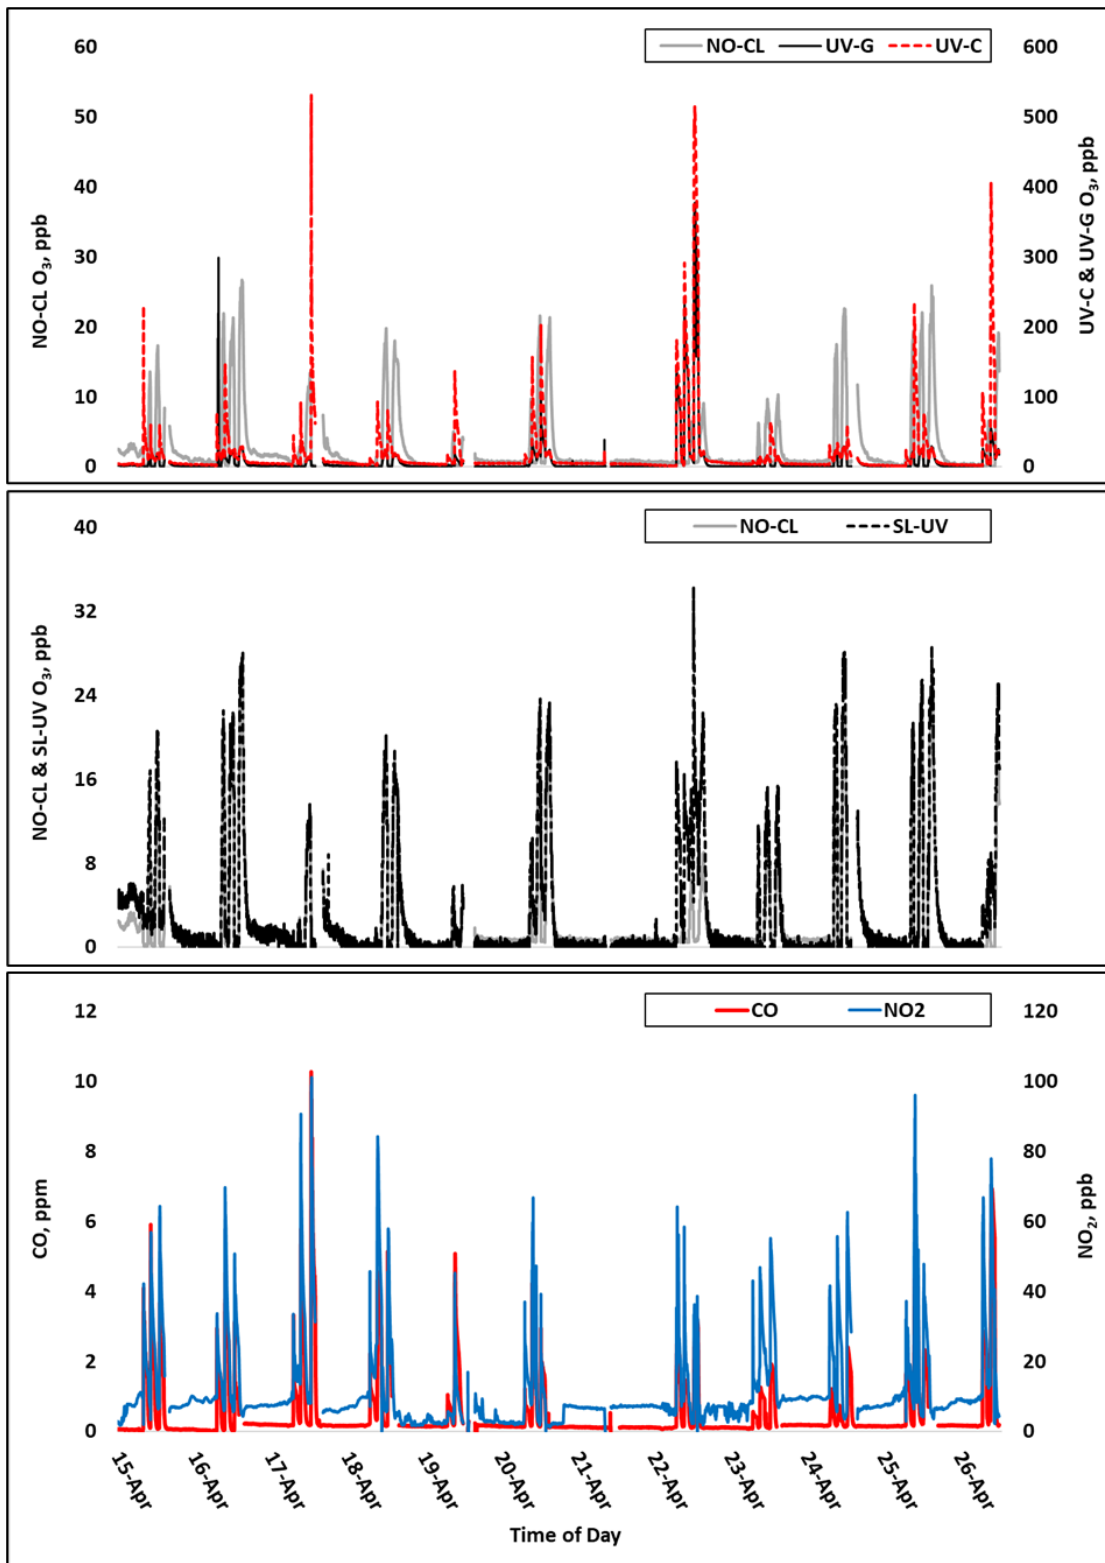 60
50
40
30
20
10
0
NO-CL O₃, ppb
NO-CL UV-G UV-C
600
500
400
300
200
100
0
UV-C & UV-G O₃, ppb
40
32
24
16
8
0
NO-CL & SL-UV O₃, ppb
NO-CL SL-UV
12
10
8
6
4
2
0
CO, ppm
CO NO2
120
100
80
60
40
20
0
NO₂, ppb
15-Apr
16-Apr
17-Apr
18-Apr
19-Apr
20-Apr
21-Apr
22-Apr
23-Apr
24-Apr
25-Apr
26-Apr
Time of Day